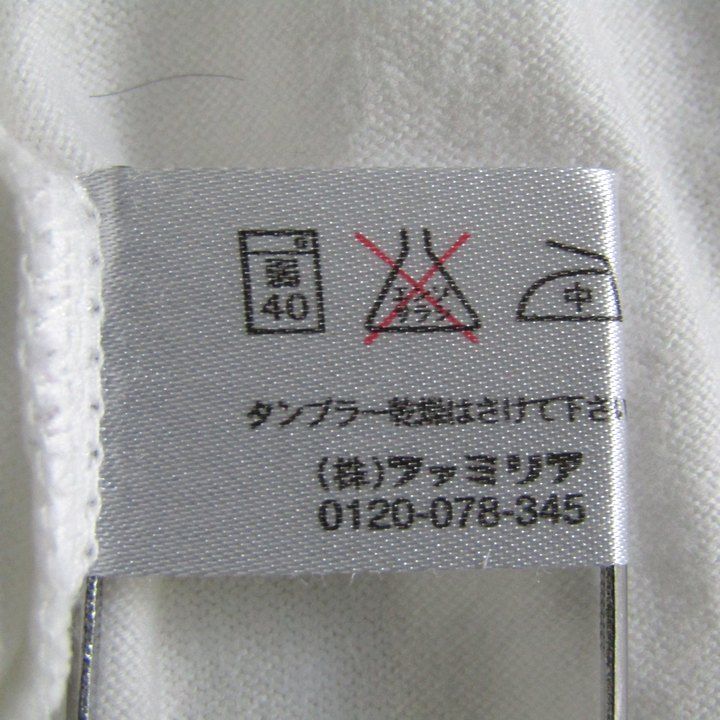 40
エンソ
サラシ
中
タンブラー乾燥はさけて下さい
(株)ファミリア
0120-078-345